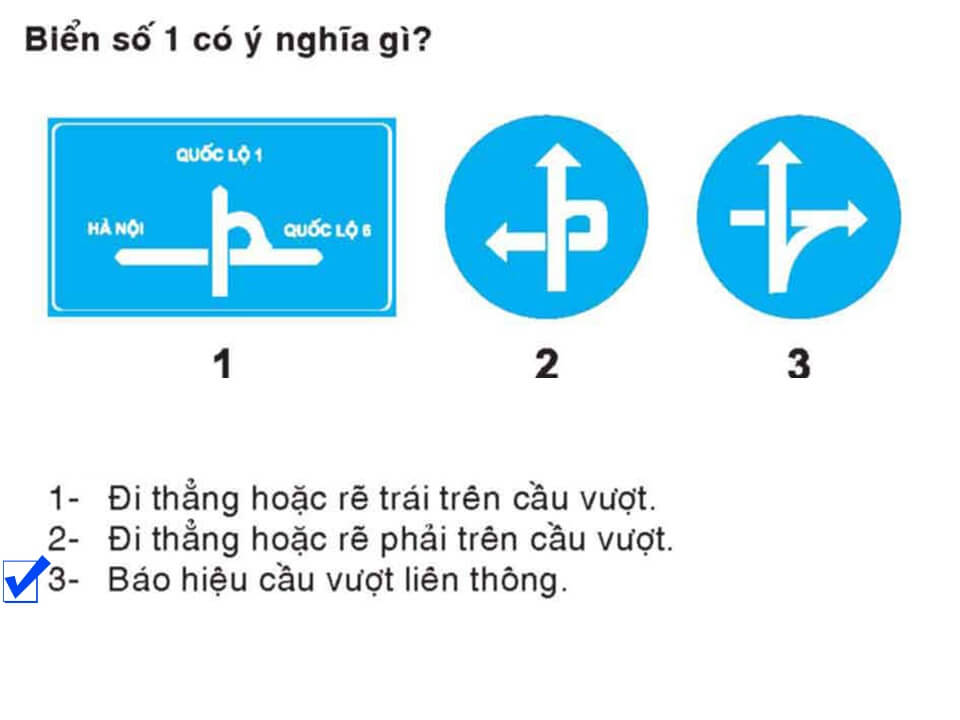 Biển số 1 có ý nghĩa gì?
QUỐC LỘ 1
HÀ NỘI
QUỐC LỘ 6
1
2
3
1- Đi thẳng hoặc rẽ trái trên cầu vượt.
2- Đi thẳng hoặc rẽ phải trên cầu vượt.
3- Báo hiệu cầu vượt liên thông.